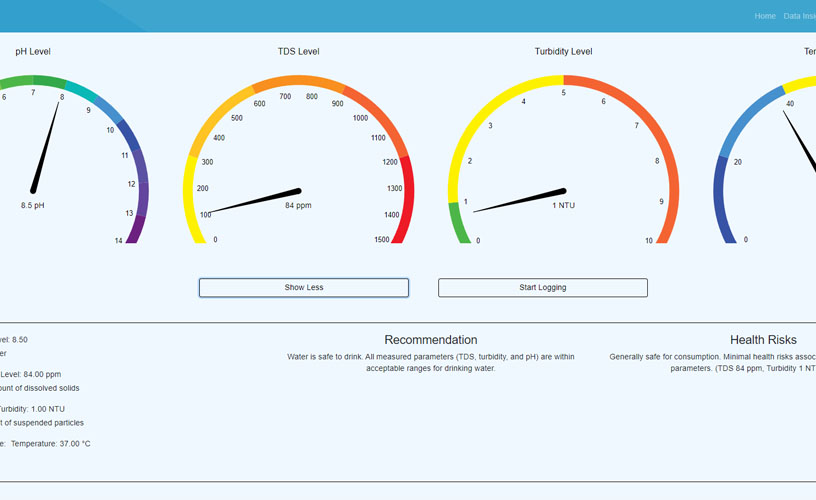 Home Data Insi
pH Level
TDS Level
Turbidity Level
Te
6 7 8 9 10 11 12 13 14
8.5 pH
0 100 200 300 400 500 600 700 800 900 1000 1100 1200 1300 1400 1500
84 ppm
0 1 2 3 4 5 6 7 8 9 10
1 NTU
0 20 40
Show Less
Start Logging
vel: 8.50
er
Level: 84.00 ppm
ount of dissolved solids
Turbidity: 1.00 NTU
t of suspended particles
e: Temperature: 37.00 °C
Recommendation
Water is safe to drink. All measured parameters (TDS, turbidity, and pH) are within
acceptable ranges for drinking water.
Health Risks
Generally safe for consumption. Minimal health risks assoc
parameters. (TDS 84 ppm, Turbidity 1 NT